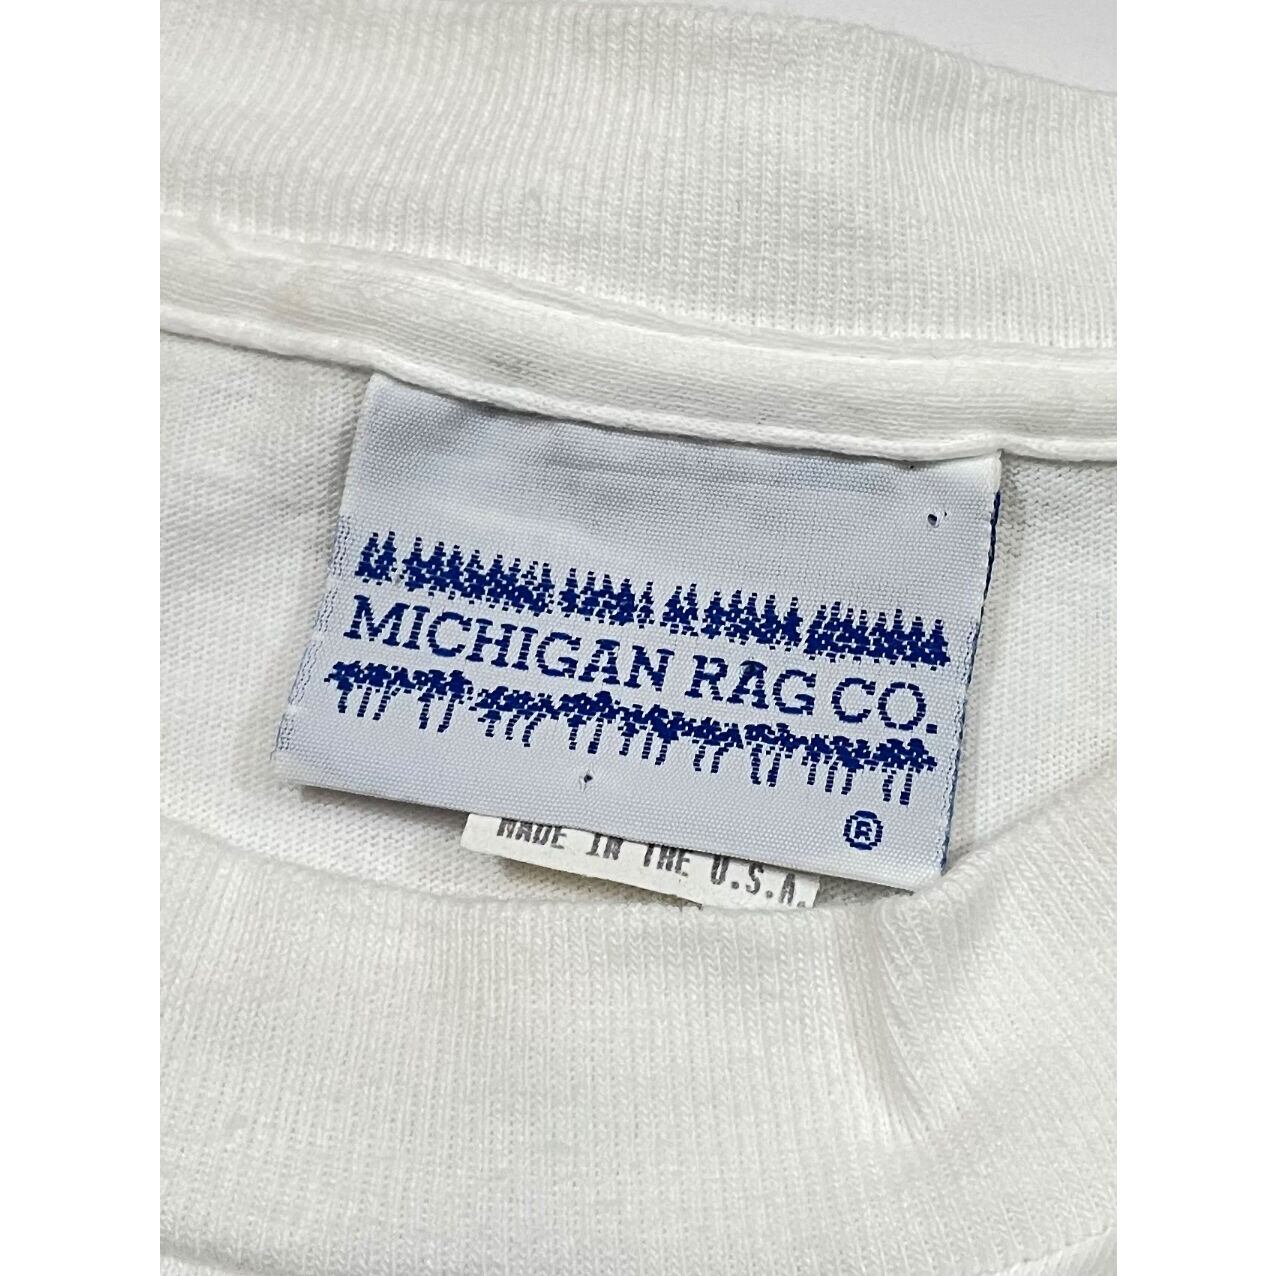 MICHIGAN RAG CO.
®
MADE IN THE U.S.A.